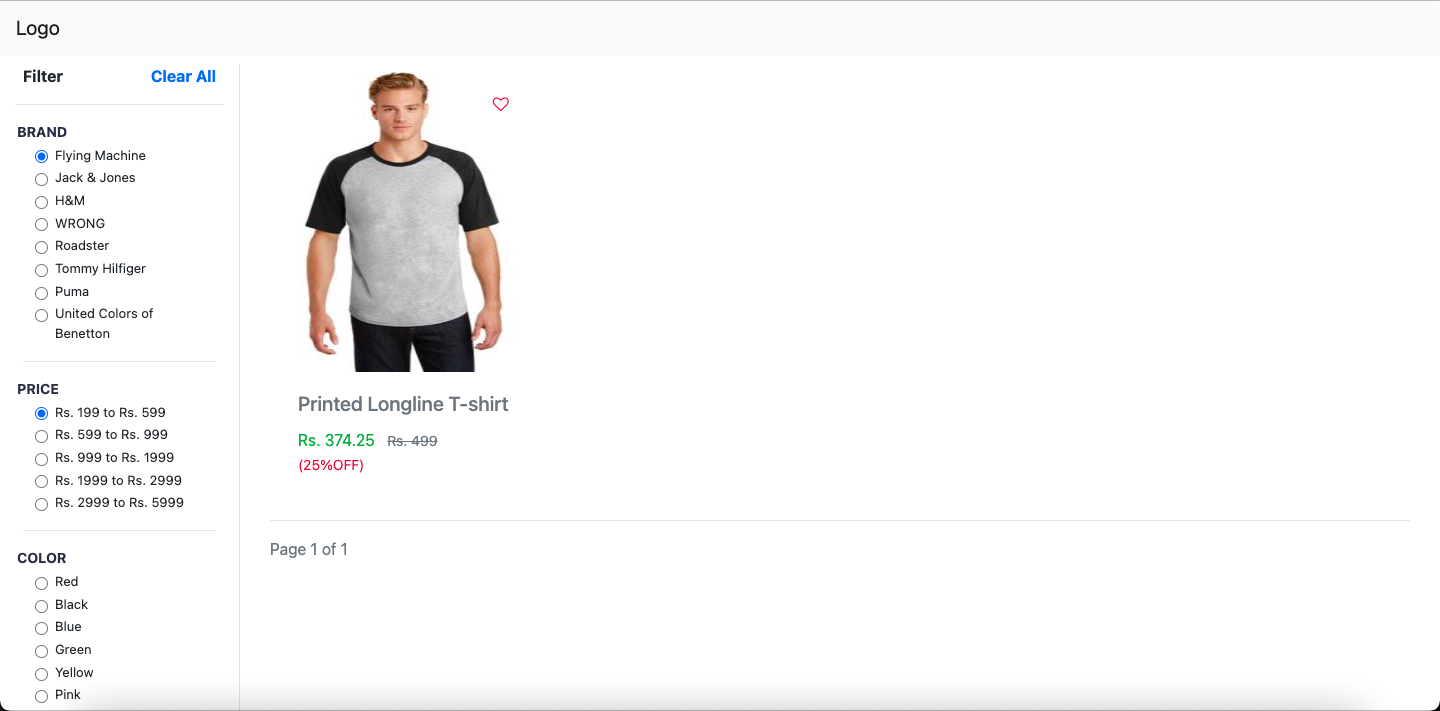 Logo
Filter
Clear All
BRAND
Flying Machine
Jack & Jones
H&M
WRONG
Roadster
Tommy Hilfiger
Puma
United Colors of
Benetton
PRICE
Rs. 199 to Rs. 599
Rs. 599 to Rs. 999
Rs. 999 to Rs. 1999
Rs. 1999 to Rs. 2999
Rs. 2999 to Rs. 5999
COLOR
Red
Black
Blue
Green
Yellow
Pink
Printed Longline T-shirt
Rs. 374.25 Rs. 499
(25%OFF)
Page 1 of 1